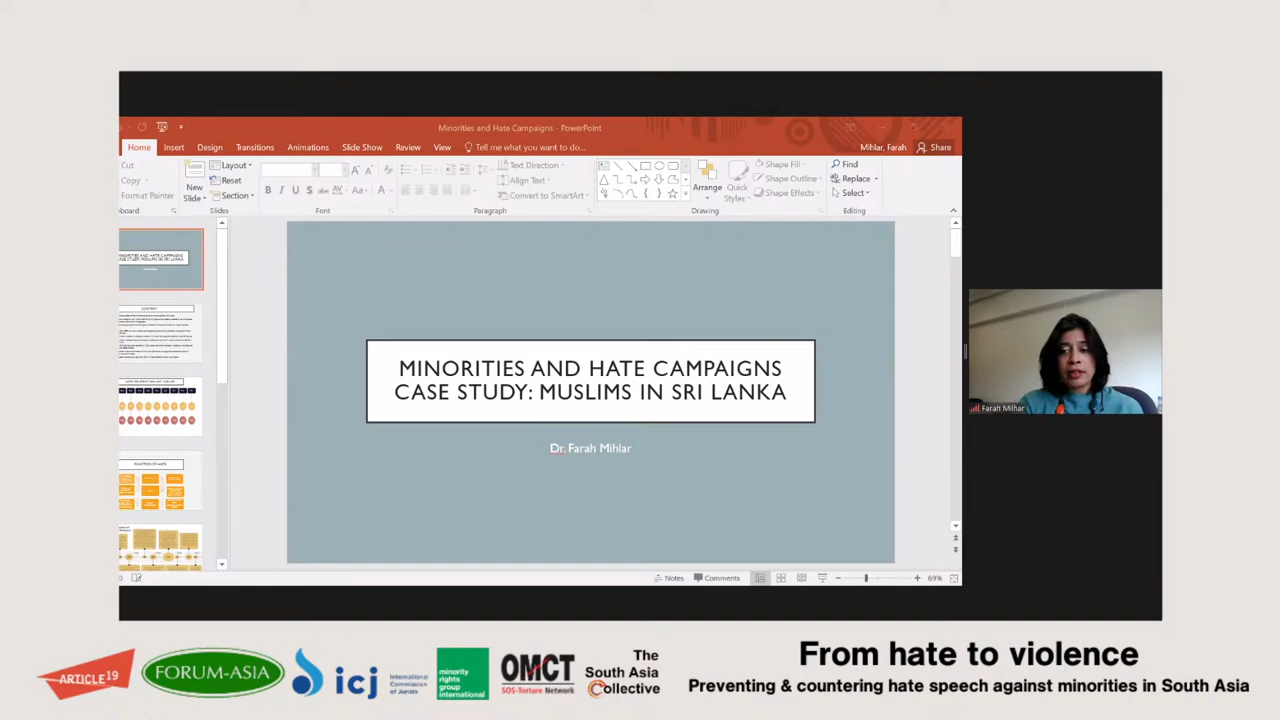 Minorities and Hate Campaigns - PowerPoint
Home Insert Design Transitions Animations Slide Show Review View Tell me what you want to do... Mihlar, Farah Share
Cut
Copy
Format Painter
New
Slide
Layout
Reset
Section
Slides
Font
Text Direction
Align Text
Convert to SmartArt
Paragraph
Arrange
Quick
Styles
Shape Fill
Shape Outline
Shape Effects
Drawing
Find
Replace
Select
Editing
MINORITIES AND HATE CAMPAIGNS
CASE STUDY: MUSLIMS IN SRI LANKA
Dr. Farah Mihlar
Farah Milhar
Notes Comments 69%
ARTICLE 19
FORUM-ASIA
icj
International
Commission
of Jurists
minority
rights
group
international
OMCT
SOS-Torture Network
The
South Asia
Collective
From hate to violence
Preventing & countering hate speech against minorities in South Asia